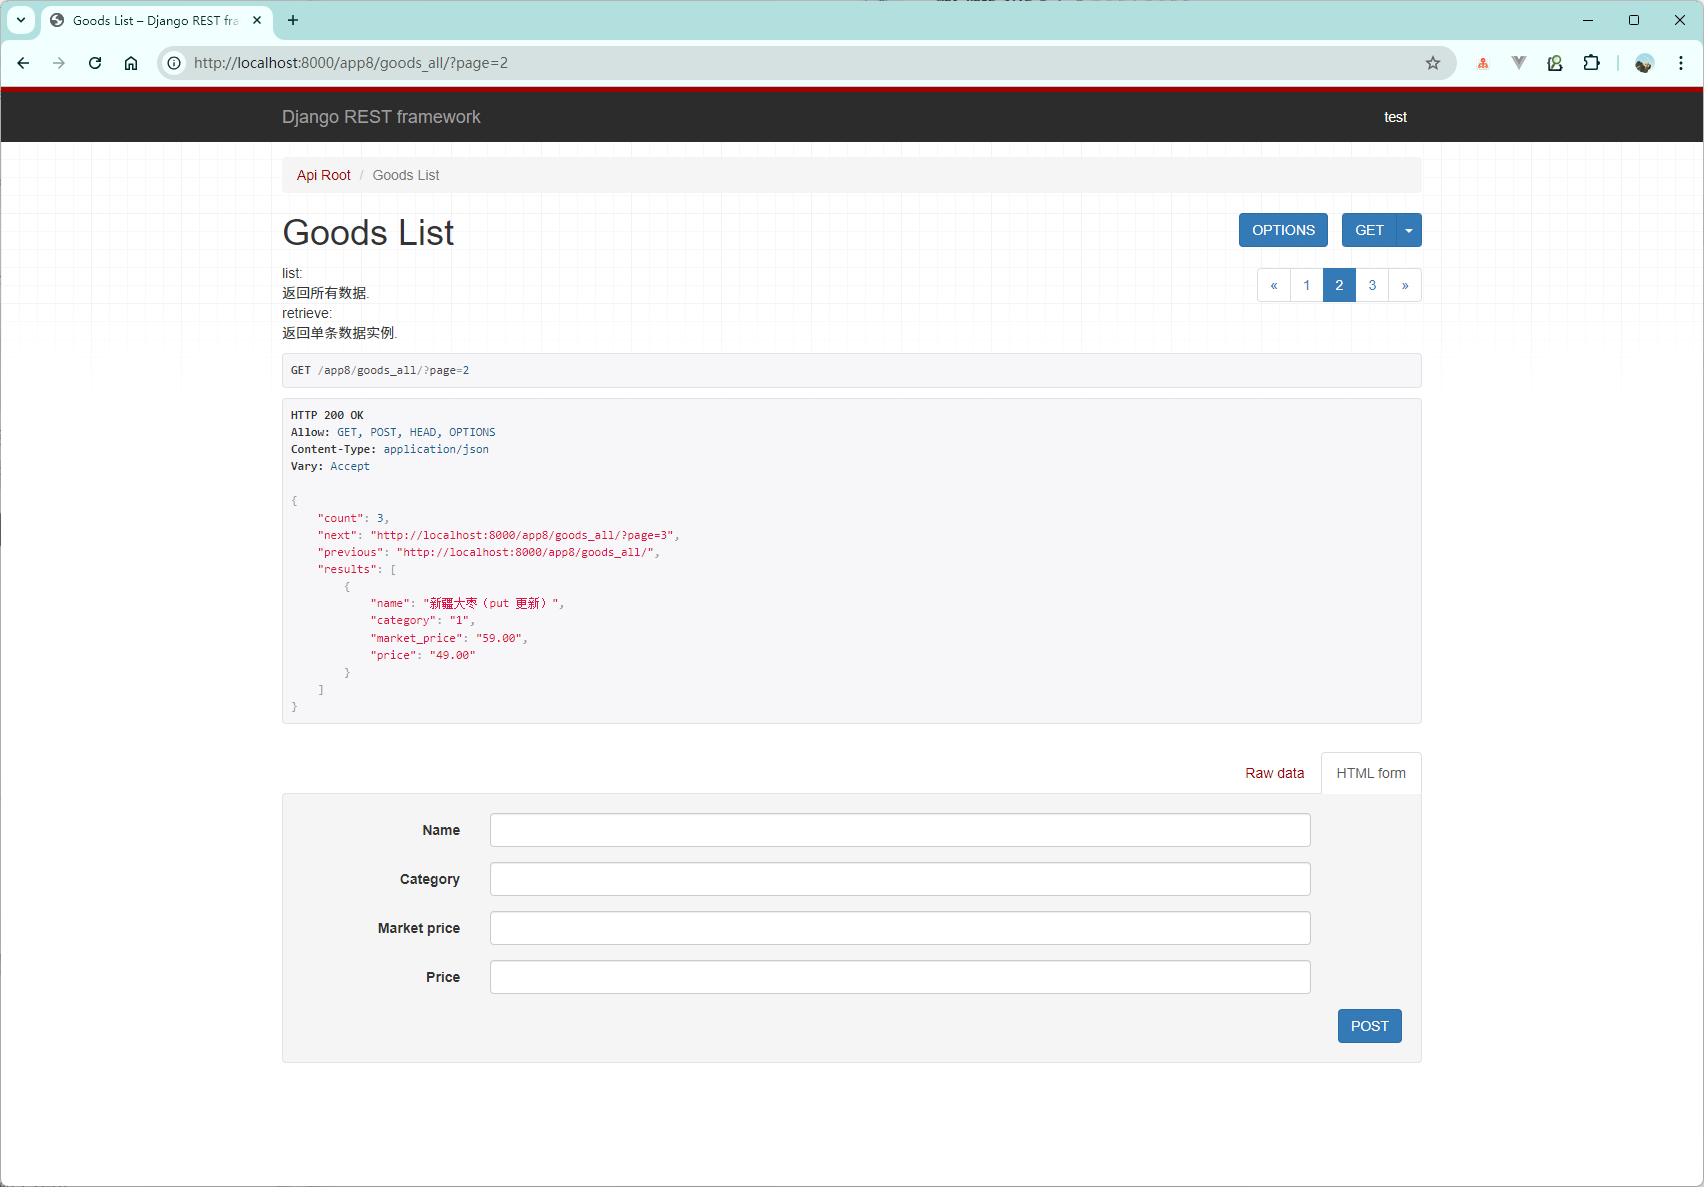 Goods List – Django REST fra
http://localhost:8000/app8/goods_all/?page=2
Django REST framework
test
Api Root / Goods List
Goods List
OPTIONS
GET
list:
返回所有数据.
retrieve:
返回单条数据实例.
« 1 2 3 »
GET /app8/goods_all/?page=2
HTTP 200 OK
Allow: GET, POST, HEAD, OPTIONS
Content-Type: application/json
Vary: Accept
{
"count": 3,
"next": "http://localhost:8000/app8/goods_all/?page=3",
"previous": "http://localhost:8000/app8/goods_all/",
"results": [
{
"name": "新疆大枣（put 更新）",
"category": "1",
"market_price": "59.00",
"price": "49.00"
}
]
}
Raw data
HTML form
Name
Category
Market price
Price
POST